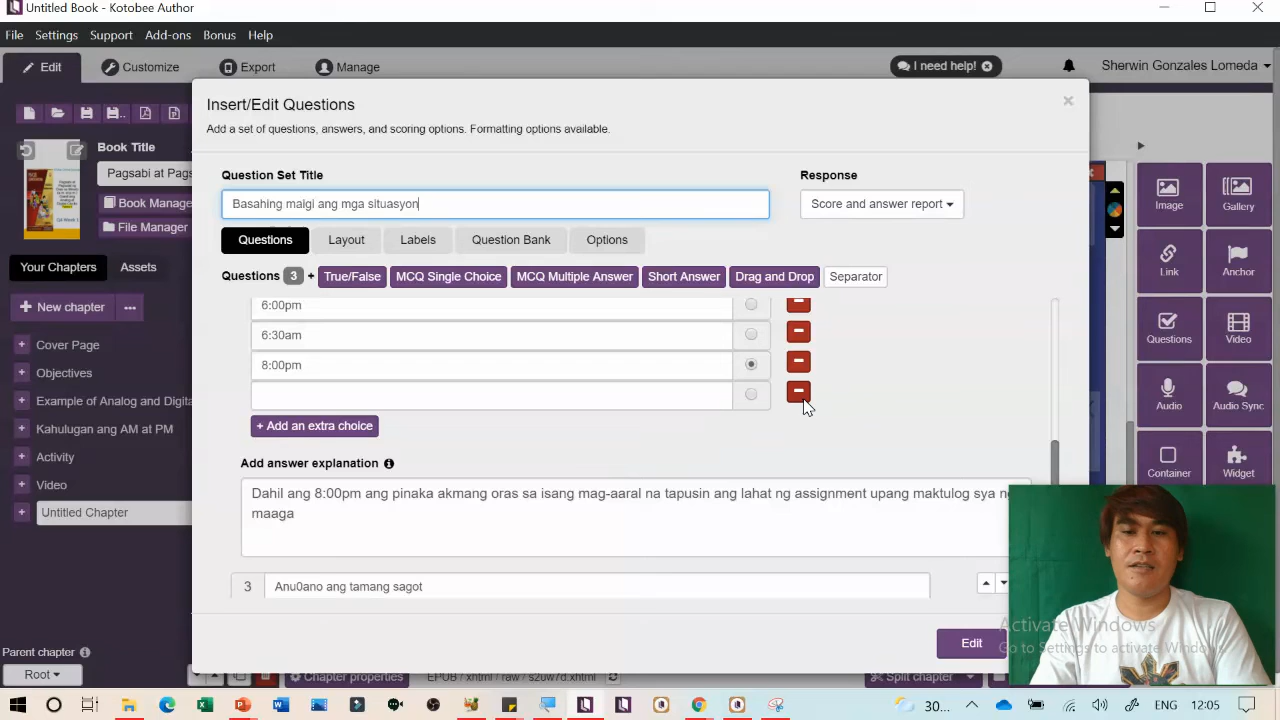 Untitled Book - Kotobee Author
File Settings Support Add-ons Bonus Help
Edit Customize Export Manage I need help! Sherwin Gonzales Lomeda
Insert/Edit Questions
Add a set of questions, answers, and scoring options. Formatting options available.
Book Title
Pagsabi at Pags
Book Manage
File Manager
Question Set Title Response
Basahing maigi ang mga situasyon Score and answer report
Questions Layout Labels Question Bank Options
Questions 3 + True/False MCQ Single Choice MCQ Multiple Answer Short Answer Drag and Drop Separator
Your Chapters Assets
+ New chapter ...
Cover Page
Objectives
Example of Analog and Digita
Kahulugan ang AM at PM
Activity
Video
Untitled Chapter
6:00pm
6:30am
8:00pm
+ Add an extra choice
Add answer explanation
Dahil ang 8:00pm ang pinaka akmang oras sa isang mag-aaral na tapusin ang lahat ng assignment upang maktulog sya ng
maaga
3 Anu0ano ang tamang sagot
Edit
Image Gallery
Link Anchor
Questions Video
Audio Audio Sync
Container Widget
Activate Windows
Go to Settings to activate Windows.
Parent chapter
Root
Chapter properties EPUB / xhtml / raw / s2uw7d.xhtml Split chapter
30... 12:05